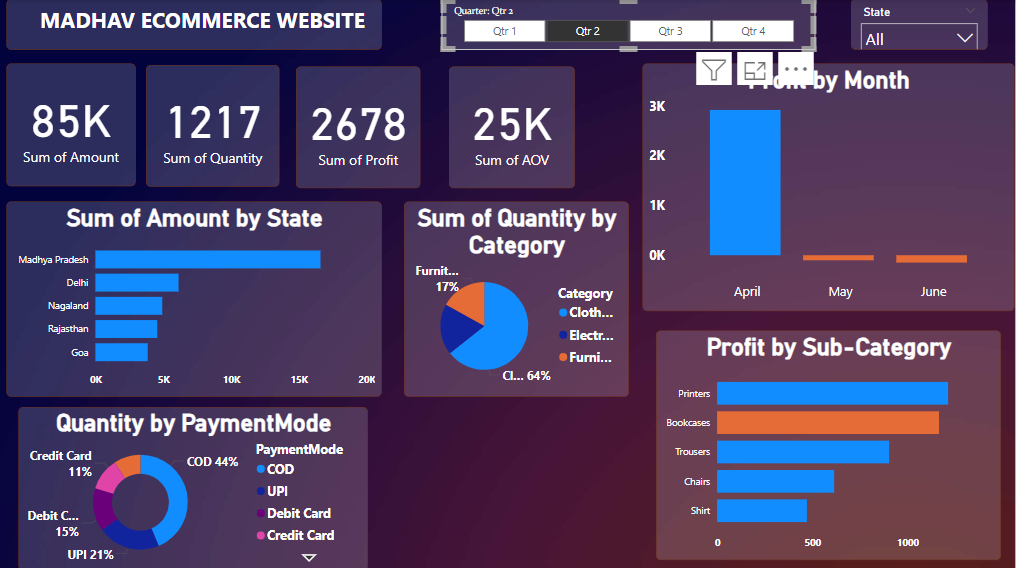 MADHAV ECOMMERCE WEBSITE
Quarter: Qtr 2
Qtr 1
Qtr 2
Qtr 3
Qtr 4
State
All
85K
Sum of Amount
1217
Sum of Quantity
2678
Sum of Profit
25K
Sum of AOV
Profit by Month
3K
2K
1K
0K
April
May
June
Sum of Amount by State
Madhya Pradesh
Delhi
Nagaland
Rajasthan
Goa
0K
5K
10K
15K
20K
Sum of Quantity by
Category
Furnit...
17%
Cl... 64%
Category
Cloth...
Electr...
Furni...
Profit by Sub-Category
Printers
Bookcases
Trousers
Chairs
Shirt
0
500
1000
Quantity by PaymentMode
Credit Card
11%
COD 44%
Debit C...
15%
UPI 21%
PaymentMode
COD
UPI
Debit Card
Credit Card